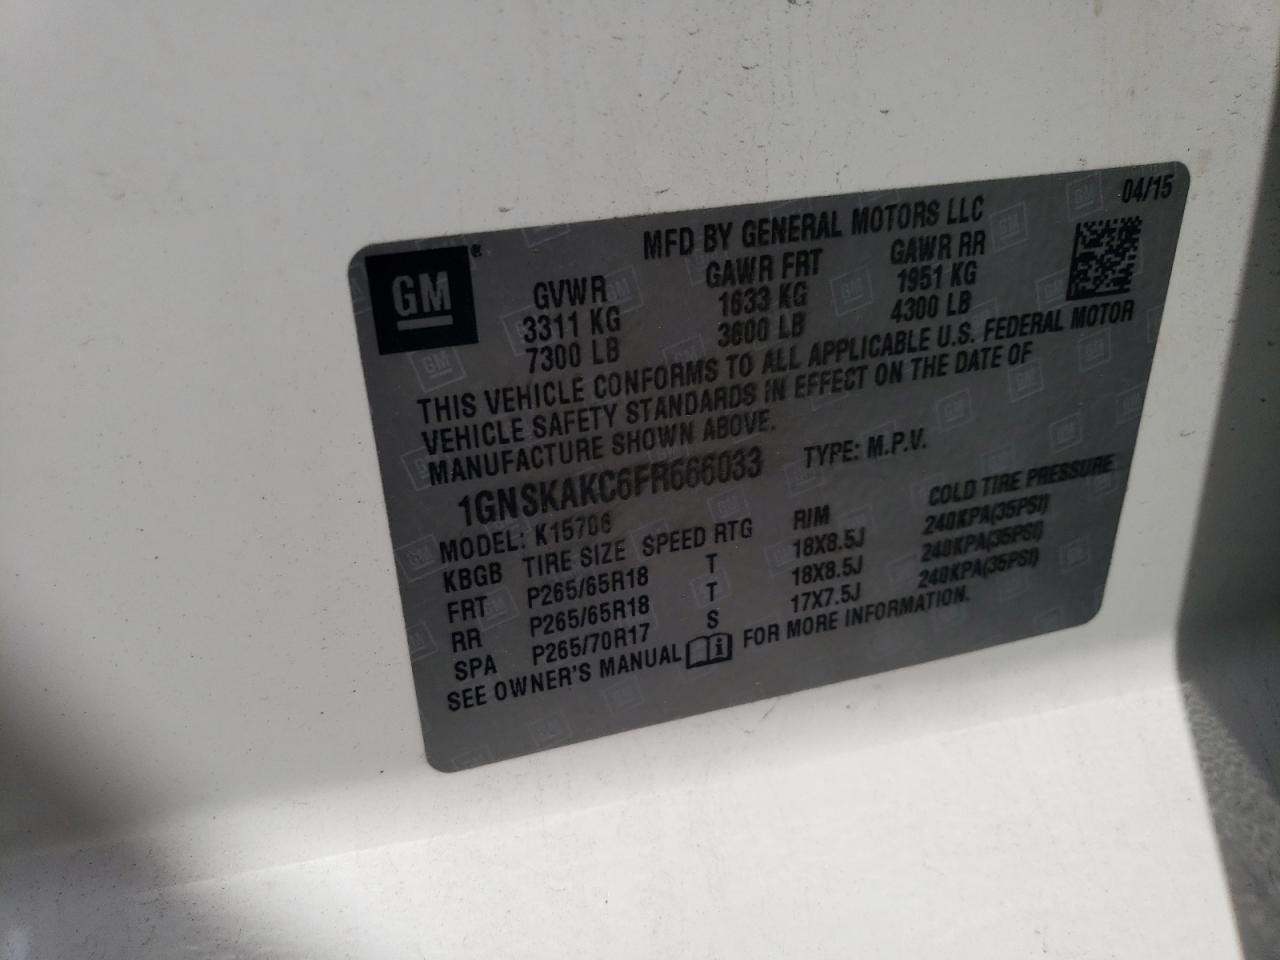 GM®
04/15
MFD BY GENERAL MOTORS LLC
GVWR GAWR FRT GAWR RR
3311 KG 1633 KG 1951 KG
7300 LB 3600 LB 4300 LB
THIS VEHICLE CONFORMS TO ALL APPLICABLE U.S. FEDERAL MOTOR
VEHICLE SAFETY STANDARDS IN EFFECT ON THE DATE OF
MANUFACTURE SHOWN ABOVE.
1GNSKAKC6FR666033 TYPE: M.P.V.
MODEL: K15706
KBGB TIRE SIZE SPEED RTG RIM COLD TIRE PRESSURE
FRT P265/65R18 T 18X8.5J 240KPA(35PSI)
RR P265/65R18 T 18X8.5J 240KPA(35PSI)
SPA P265/70R17 S 17X7.5J 240KPA(35PSI)
SEE OWNER'S MANUAL i FOR MORE INFORMATION.